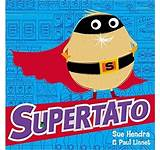 S
SUPERTATO
Sue Hendra
& Paul Linnet